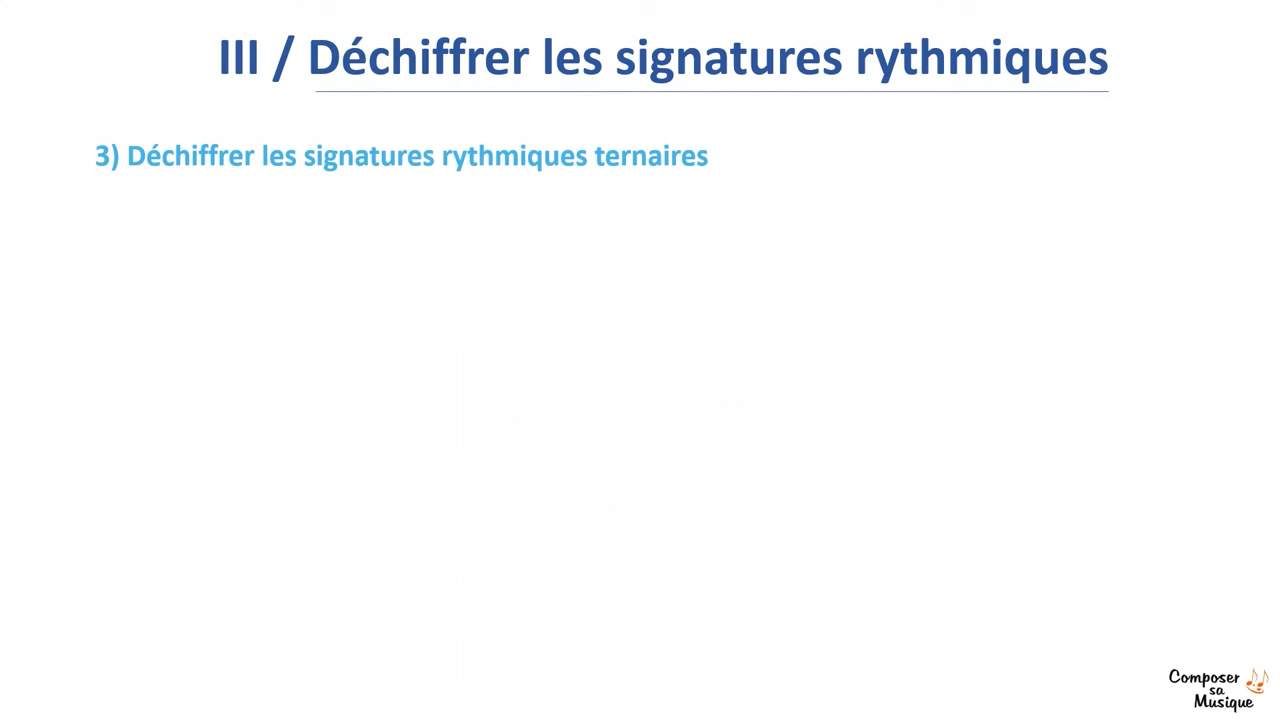 III / Déchiffrer les signatures rythmiques
3) Déchiffrer les signatures rythmiques ternaires
Composer
sa
Musique